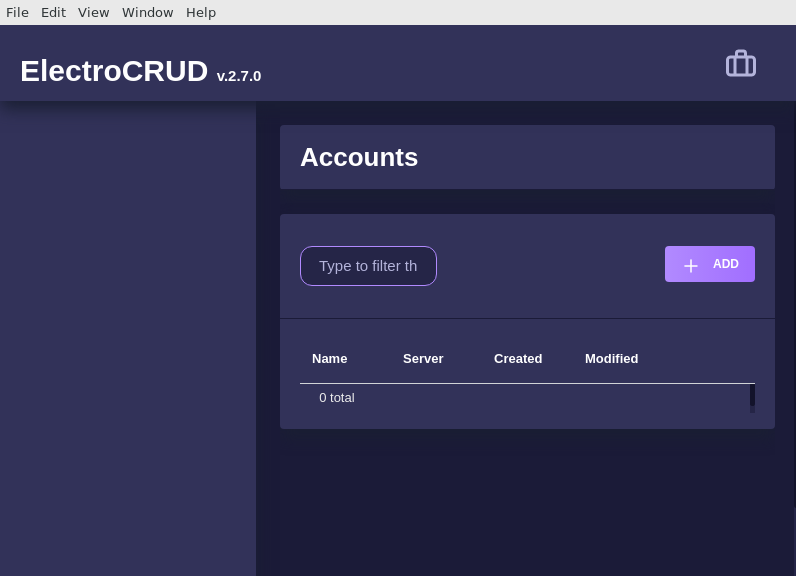 File Edit View Window Help
ElectroCRUD v.2.7.0
Accounts
Type to filter th
ADD
Name Server Created Modified
0 total